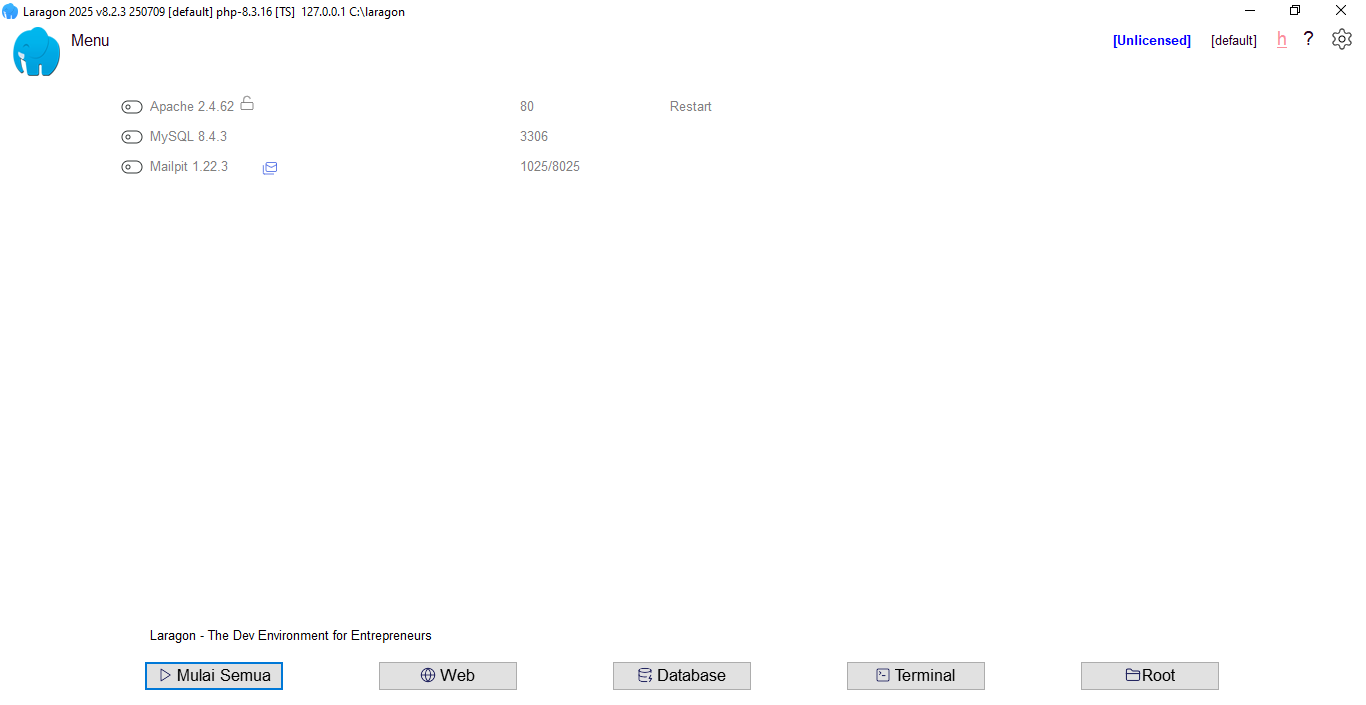 Laragon 2025 v8.2.3 250709 [default] php-8.3.16 [TS] 127.0.0.1 C:\laragon
Menu [Unlicensed] [default] h ?
Apache 2.4.62 80 Restart
MySQL 8.4.3 3306
Mailpit 1.22.3 1025/8025
Laragon - The Dev Environment for Entrepreneurs
Mulai Semua Web Database Terminal Root